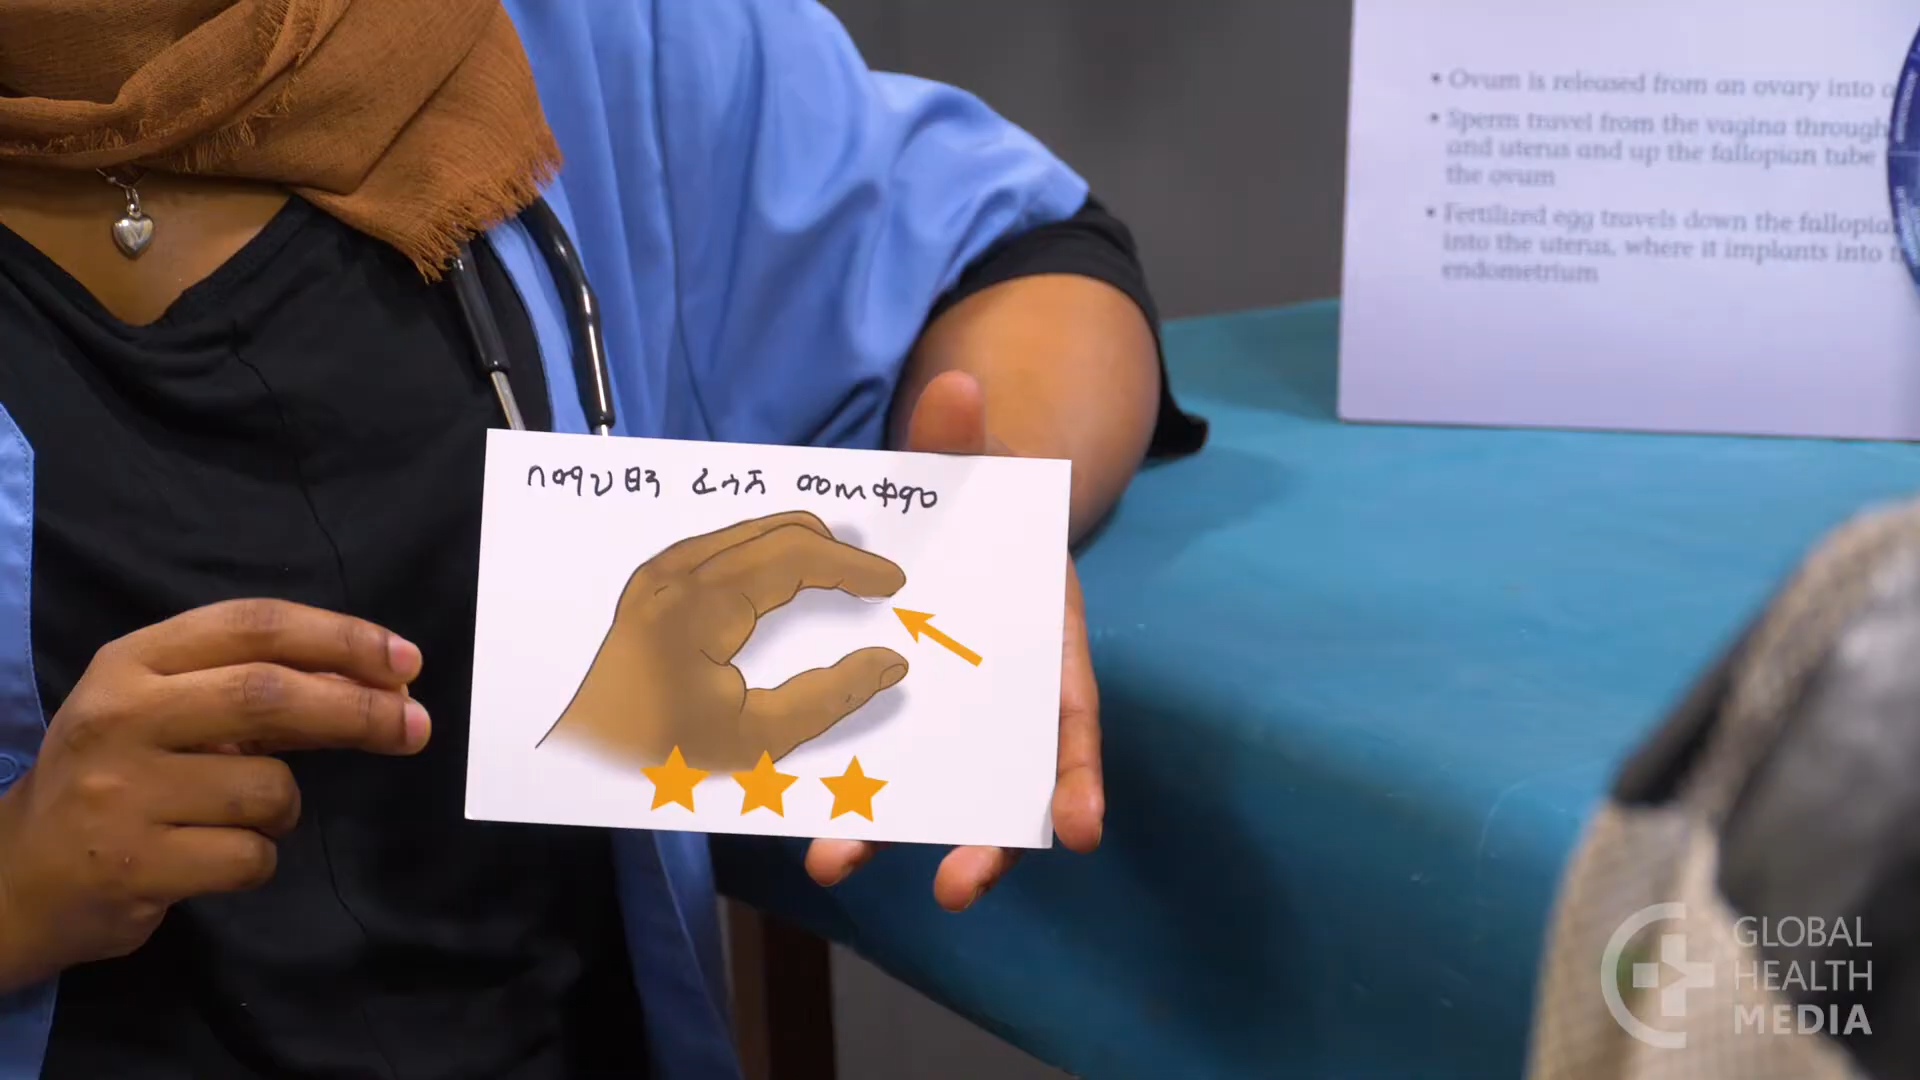 በማህፀን ፈሳሽ መጠቀም
• Ovum is released from an ovary into
• Sperm travel from the vagina through
and uterus and up the fallopian tube
the ovum
• Fertilized egg travels down the
into the uterus, where it implants into
endometrium
GLOBAL
HEALTH
MEDIA